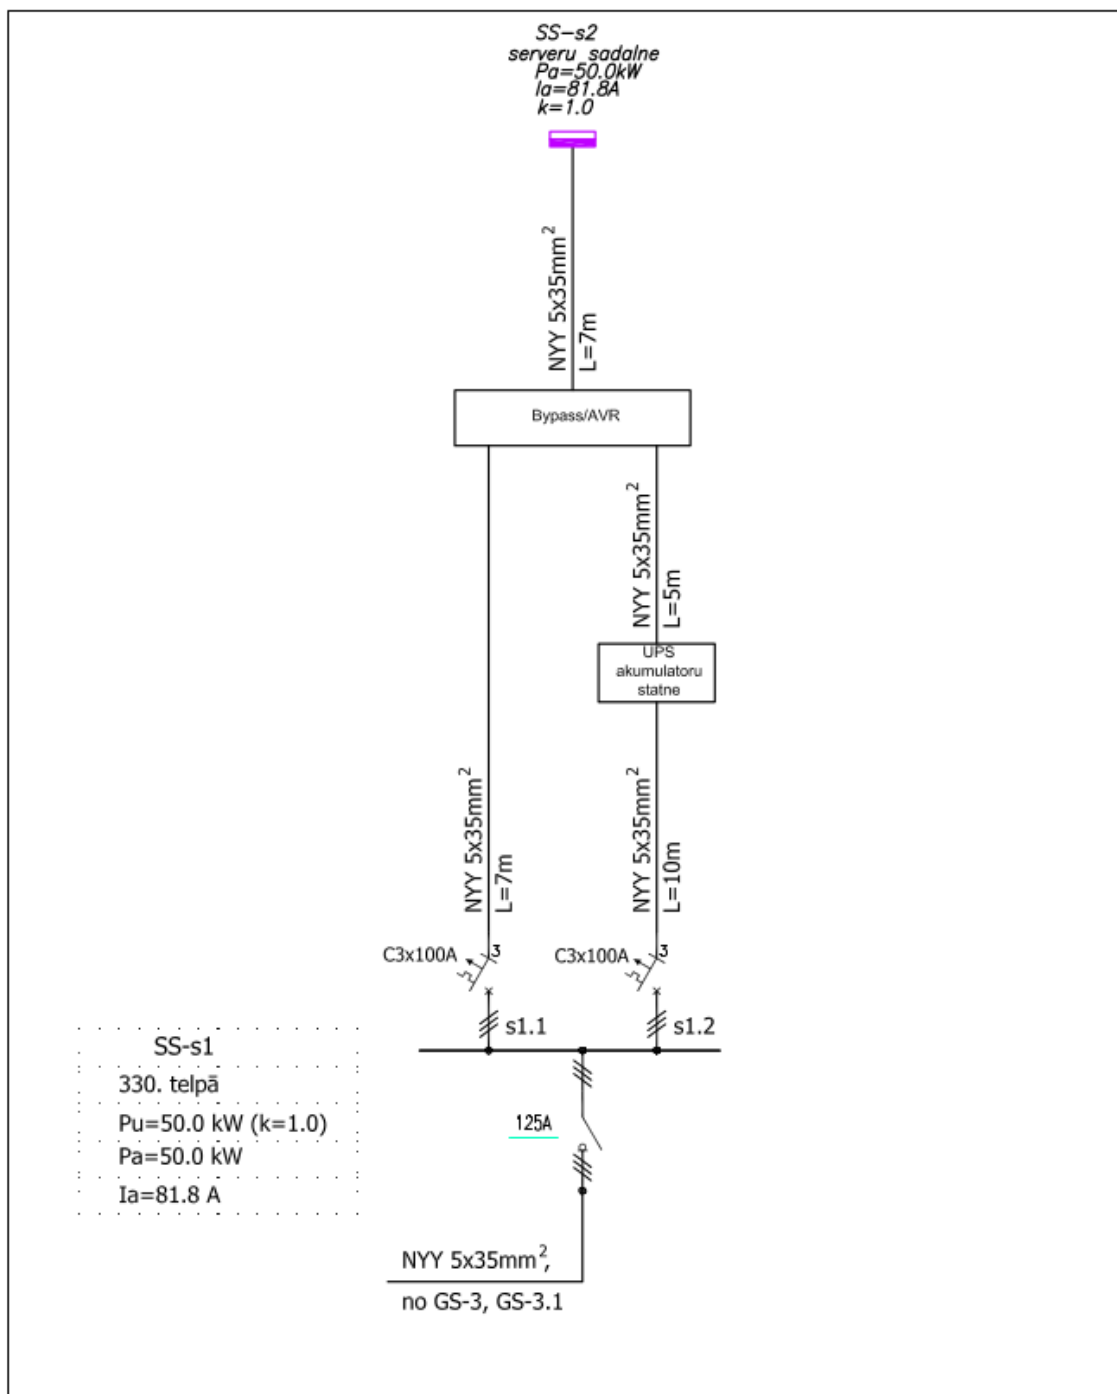 SS-s2
serveru sadalne
Pa=50.0kW
Ia=81.8A
k=1.0
NYY 5x35mm²
L=7m
Bypass/AVR
NYY 5x35mm²
L=5m
UPS
akumulatoru
statne
NYY 5x35mm²
L=7m
NYY 5x35mm²
L=10m
C3x100A
3
C3x100A
3
s1.1
s1.2
SS-s1
330. telpā
Pu=50.0 kW (k=1.0)
Pa=50.0 kW
Ia=81.8 A
125A
NYY 5x35mm²,
no GS-3, GS-3.1